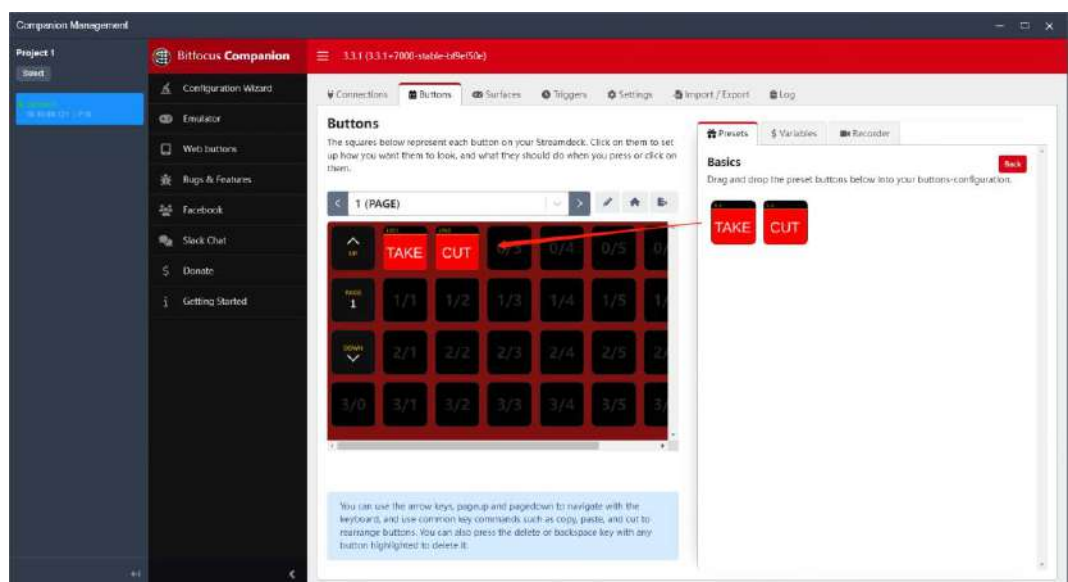 Companion Management
Project 1
Bitfocus Companion
Configuration Wizard
Emulator
Web buttons
Bugs & Features
Facebook
Slack Chat
Donate
Getting Started
Connections
Buttons
Surfaces
Triggers
Settings
Import / Export
Log
Buttons
The squares below represent each button on your Streamdeck. Click on them to set
up how you want them to look, and what they should do when you press or click on
them.
1 (PAGE)
UP
TAKE
CUT
0/3
0/4
0/5
PAGE
1
1/1
1/2
1/3
1/4
1/5
DOWN
2/1
2/2
2/3
2/4
2/5
3/0
3/1
3/2
3/3
3/4
3/5
You can use the arrow keys, pageup and pagedown to navigate with the
keyboard, and use common key commands such as copy, paste, and cut to
rearrange buttons. You can also press the delete or backspace key with any
button highlighted to delete it.
Presets
$ Variables
Recorder
Basics
Back
Drag and drop the preset buttons below into your buttons-configuration.
TAKE
CUT